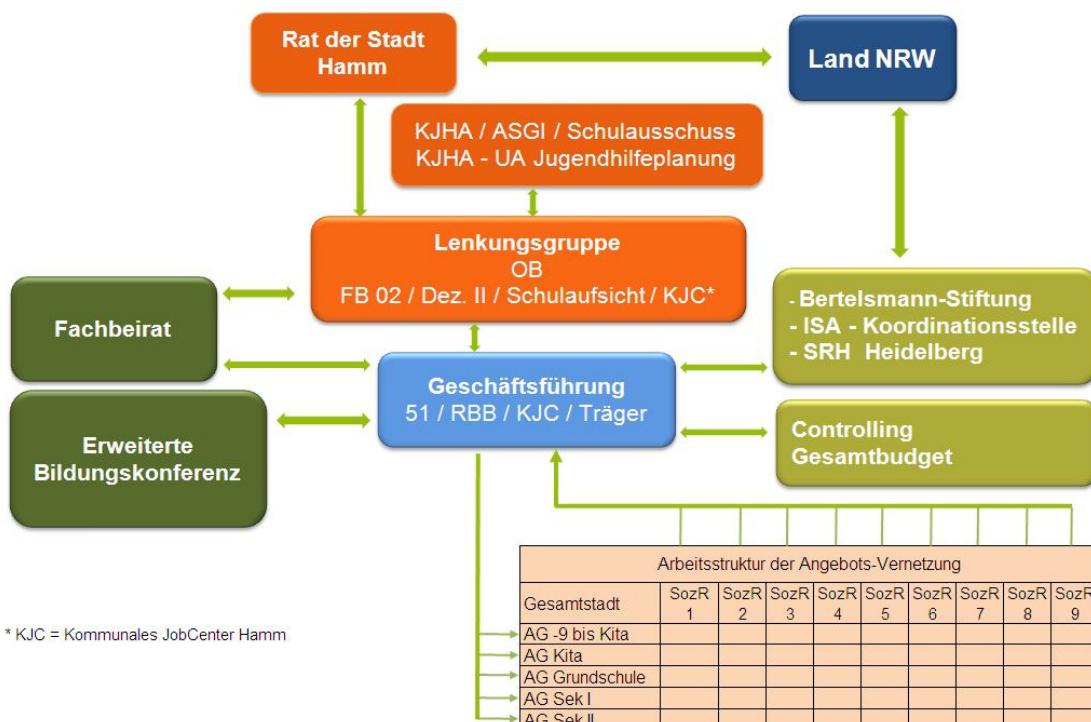 Rat der Stadt
Hamm
Land NRW
KJHA / ASGI / Schulausschuss
KJHA - UA Jugendhilfeplanung
Lenkungsgruppe
OB
FB 02 / Dez. II / Schulaufsicht / KJC*
Fachbeirat
- Bertelsmann-Stiftung
- ISA - Koordinationsstelle
- SRH Heidelberg
Geschäftsführung
51 / RBB / KJC / Träger
Erweiterte
Bildungskonferenz
Controlling
Gesamtbudget
Arbeitsstruktur der Angebots-Vernetzung
Gesamtstadt
SozR 1
SozR 2
SozR 3
SozR 4
SozR 5
SozR 6
SozR 7
SozR 8
SozR 9
AG -9 bis Kita
AG Kita
AG Grundschule
AG Sek I
AG Sek II
* KJC = Kommunales JobCenter Hamm